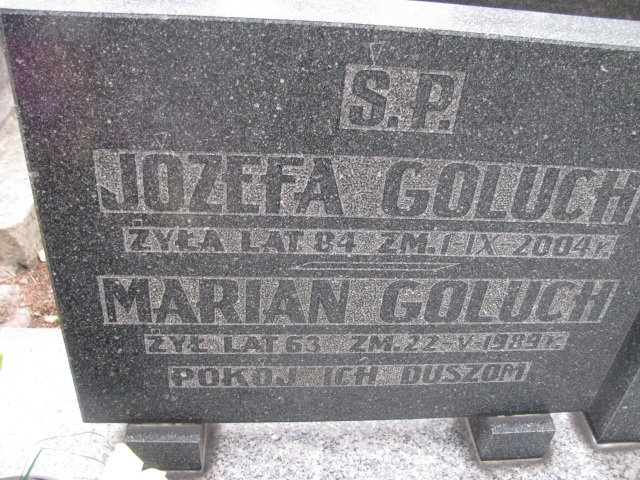 Ś.P.
JÓZEFA GOLUCH
ŻYŁA LAT 84 ZM. 1-IX 2004 r.
MARIAN GOLUCH
ŻYŁ LAT 63 ZM. 22-V-1989 r.
POKÓJ ICH DUSZOM